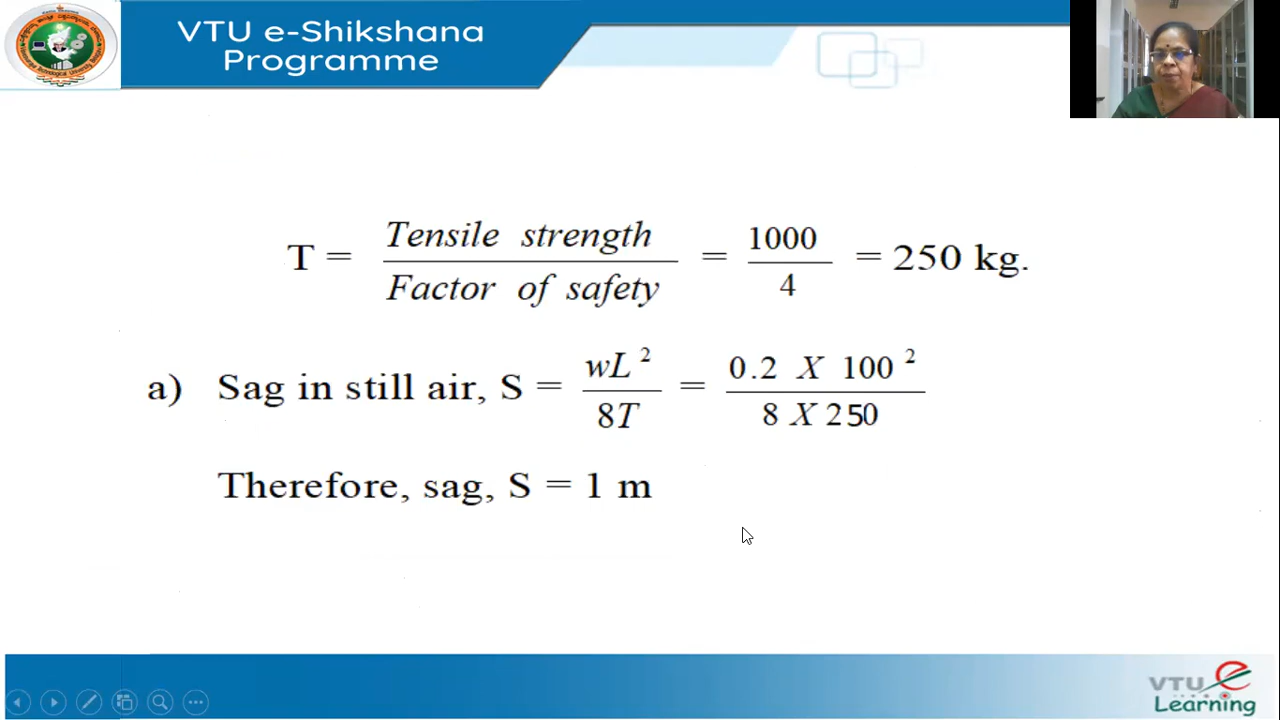 VTU e-Shikshana
Programme
T = Tensile strength / Factor of safety = 1000 / 4 = 250 kg.
a) Sag in still air, S = wL² / 8T = 0.2 X 100² / 8 X 250
Therefore, sag, S = 1 m
VTU e
Learning